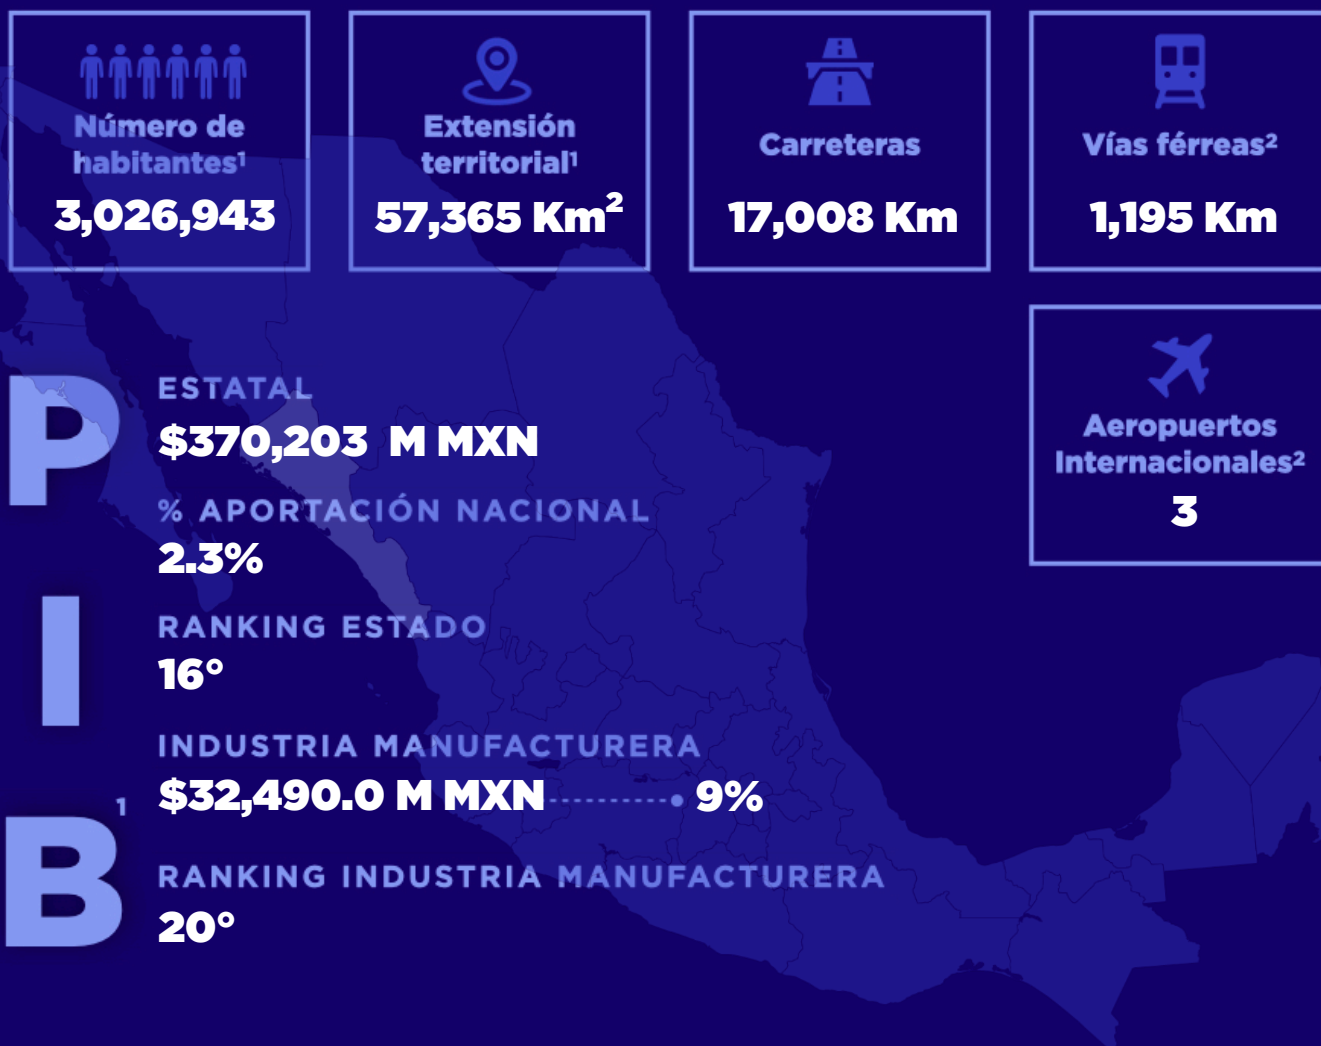 Número de
habitantes¹
3,026,943
Extensión
territorial¹
57,365 Km²
Carreteras
17,008 Km
Vías férreas²
1,195 Km
Aeropuertos
Internacionales²
3
PIB¹
ESTATAL
$370,203 M MXN
% APORTACIÓN NACIONAL
2.3%
RANKING ESTADO
16°
INDUSTRIA MANUFACTURERA
$32,490.0 M MXN 9%
RANKING INDUSTRIA MANUFACTURERA
20°